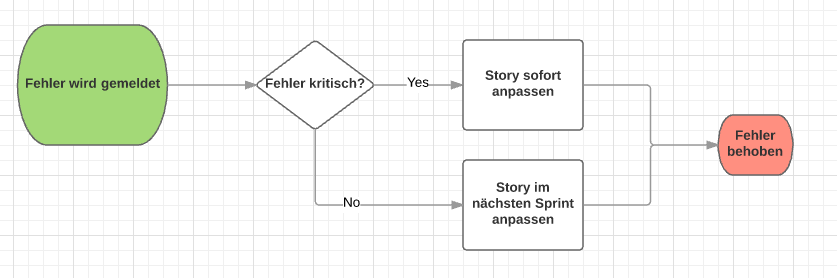 Fehler wird gemeldet
Fehler kritisch?
Yes
Story sofort
anpassen
No
Story im
nächsten Sprint
anpassen
Fehler
behoben